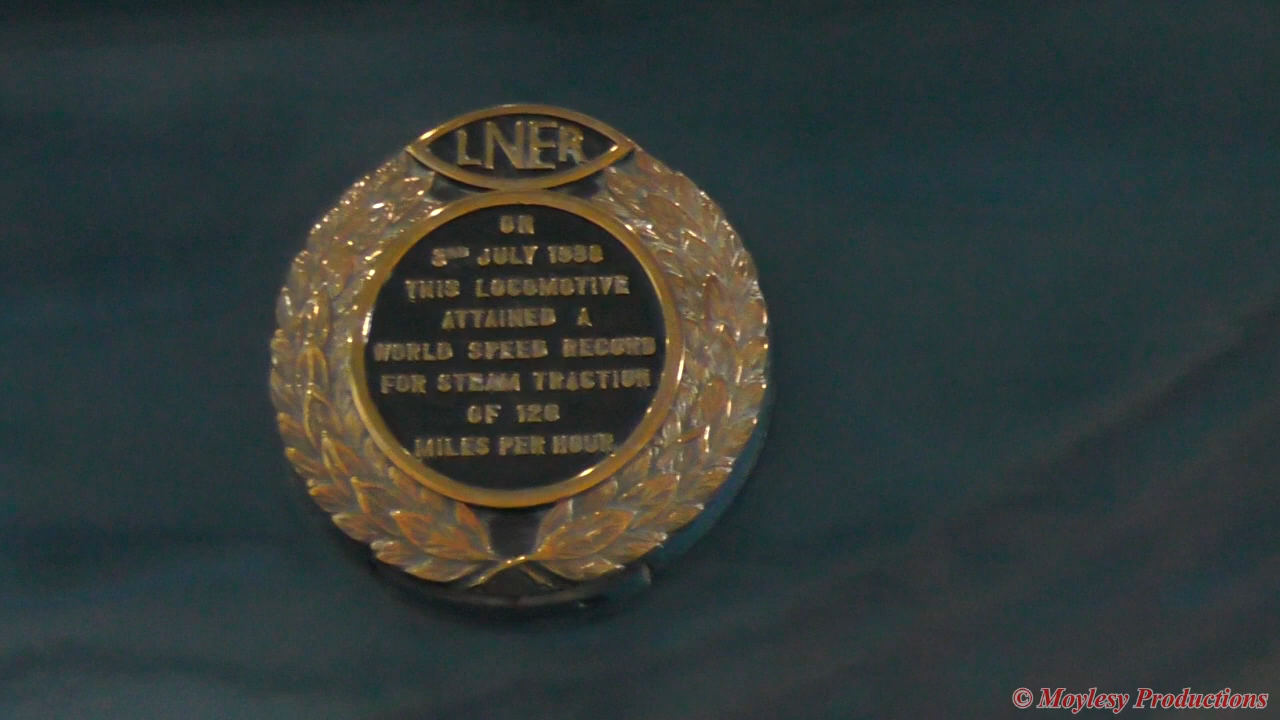 LNER
ON
3RD JULY 1938
THIS LOCOMOTIVE
ATTAINED A
WORLD SPEED RECORD
FOR STEAM TRACTION
OF 126
MILES PER HOUR
© Moylesy Productions